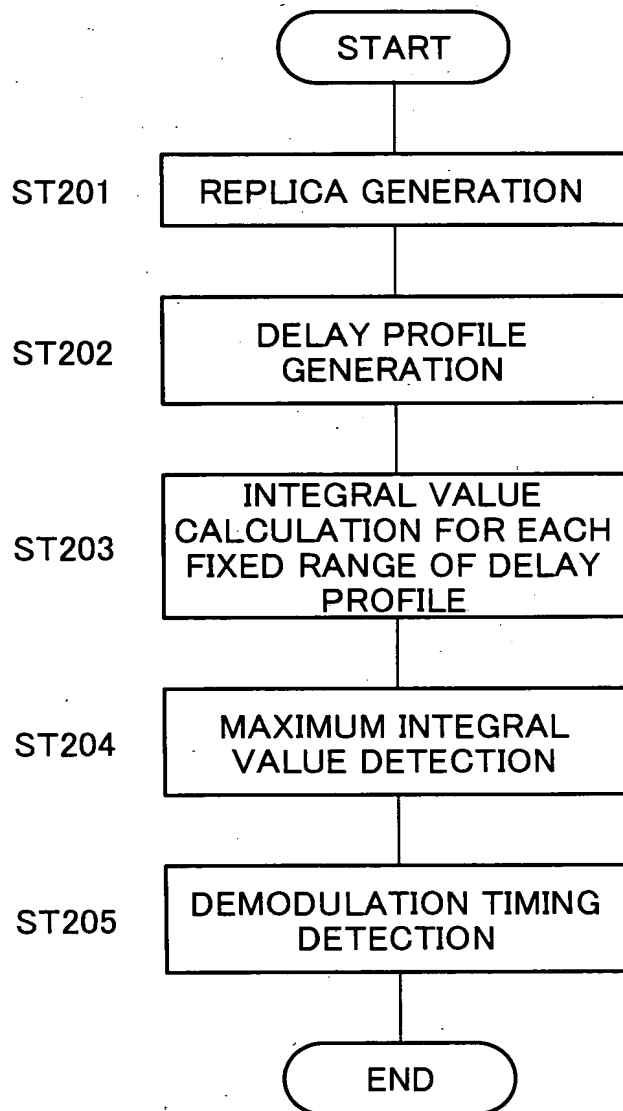 START
ST201
REPLICA GENERATION
ST202
DELAY PROFILE
GENERATION
ST203
INTEGRAL VALUE
CALCULATION FOR EACH
FIXED RANGE OF DELAY
PROFILE
ST204
MAXIMUM INTEGRAL
VALUE DETECTION
ST205
DEMODULATION TIMING
DETECTION
END